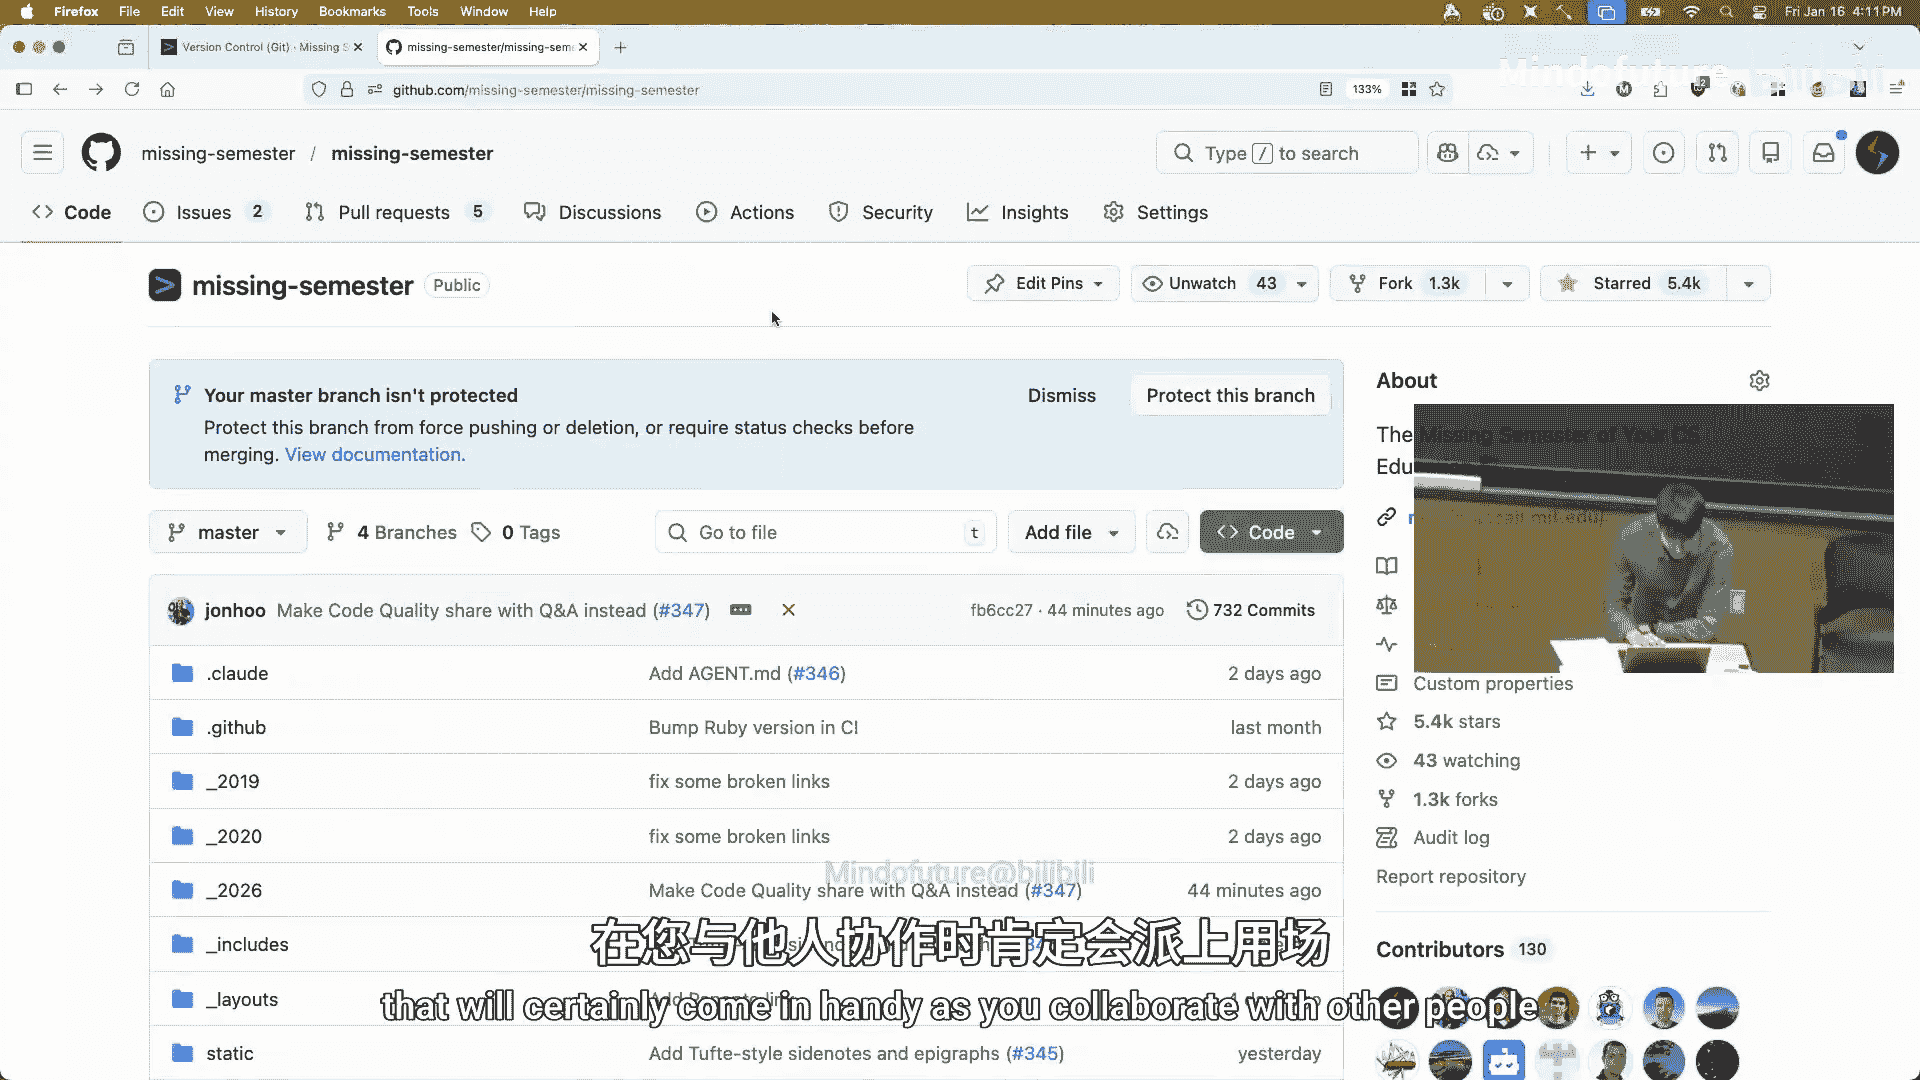 Firefox File Edit View History Bookmarks Tools Window Help
Fri Jan 16 4:11 PM
Version Control (Git) · Missing S
missing-semester/missing-sem
github.com/missing-semester/missing-semester
133%
missing-semester / missing-semester
Type / to search
Code
Issues 2
Pull requests 5
Discussions
Actions
Security
Insights
Settings
missing-semester Public
Edit Pins
Unwatch 43
Fork 1.3k
Starred 5.4k
Your master branch isn't protected
Protect this branch from force pushing or deletion, or require status checks before
merging. View documentation.
Dismiss
Protect this branch
master
4 Branches
0 Tags
Go to file t
Add file
Code
jonhoo Make Code Quality share with Q&A instead (#347)
fb6cc27 · 44 minutes ago
732 Commits
.claude Add AGENT.md (#346) 2 days ago
.github Bump Ruby version in CI last month
_2019 fix some broken links 2 days ago
_2020 fix some broken links 2 days ago
_2026 Make Code Quality share with Q&A instead (#347) 44 minutes ago
_includes
_layouts
static Add Tufte-style sidenotes and epigraphs (#345) yesterday
About
The Missing Semester of Your CS
Edu
Custom properties
5.4k stars
43 watching
1.3k forks
Audit log
Report repository
Contributors 130
Mindofuture@bilibili
在您与他人协作时肯定会派上用场
that will certainly come in handy as you collaborate with other people